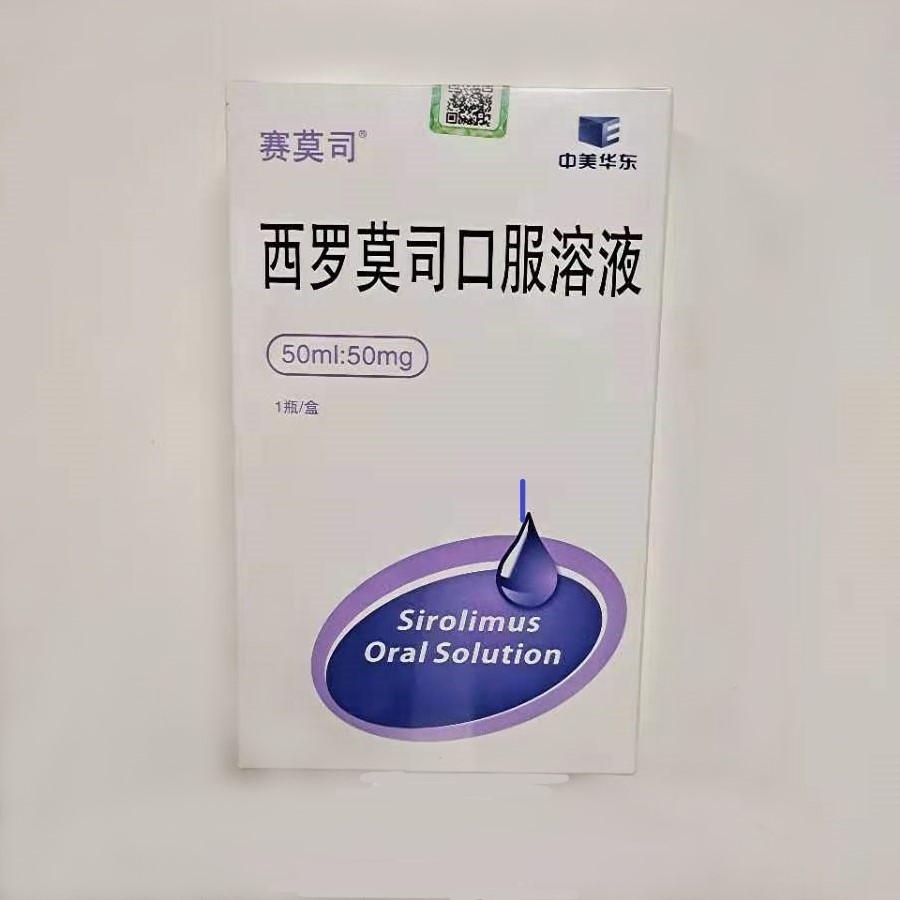 赛莫司®
中美华东
西罗莫司口服溶液
50ml:50mg
1瓶/盒
Sirolimus
Oral Solution